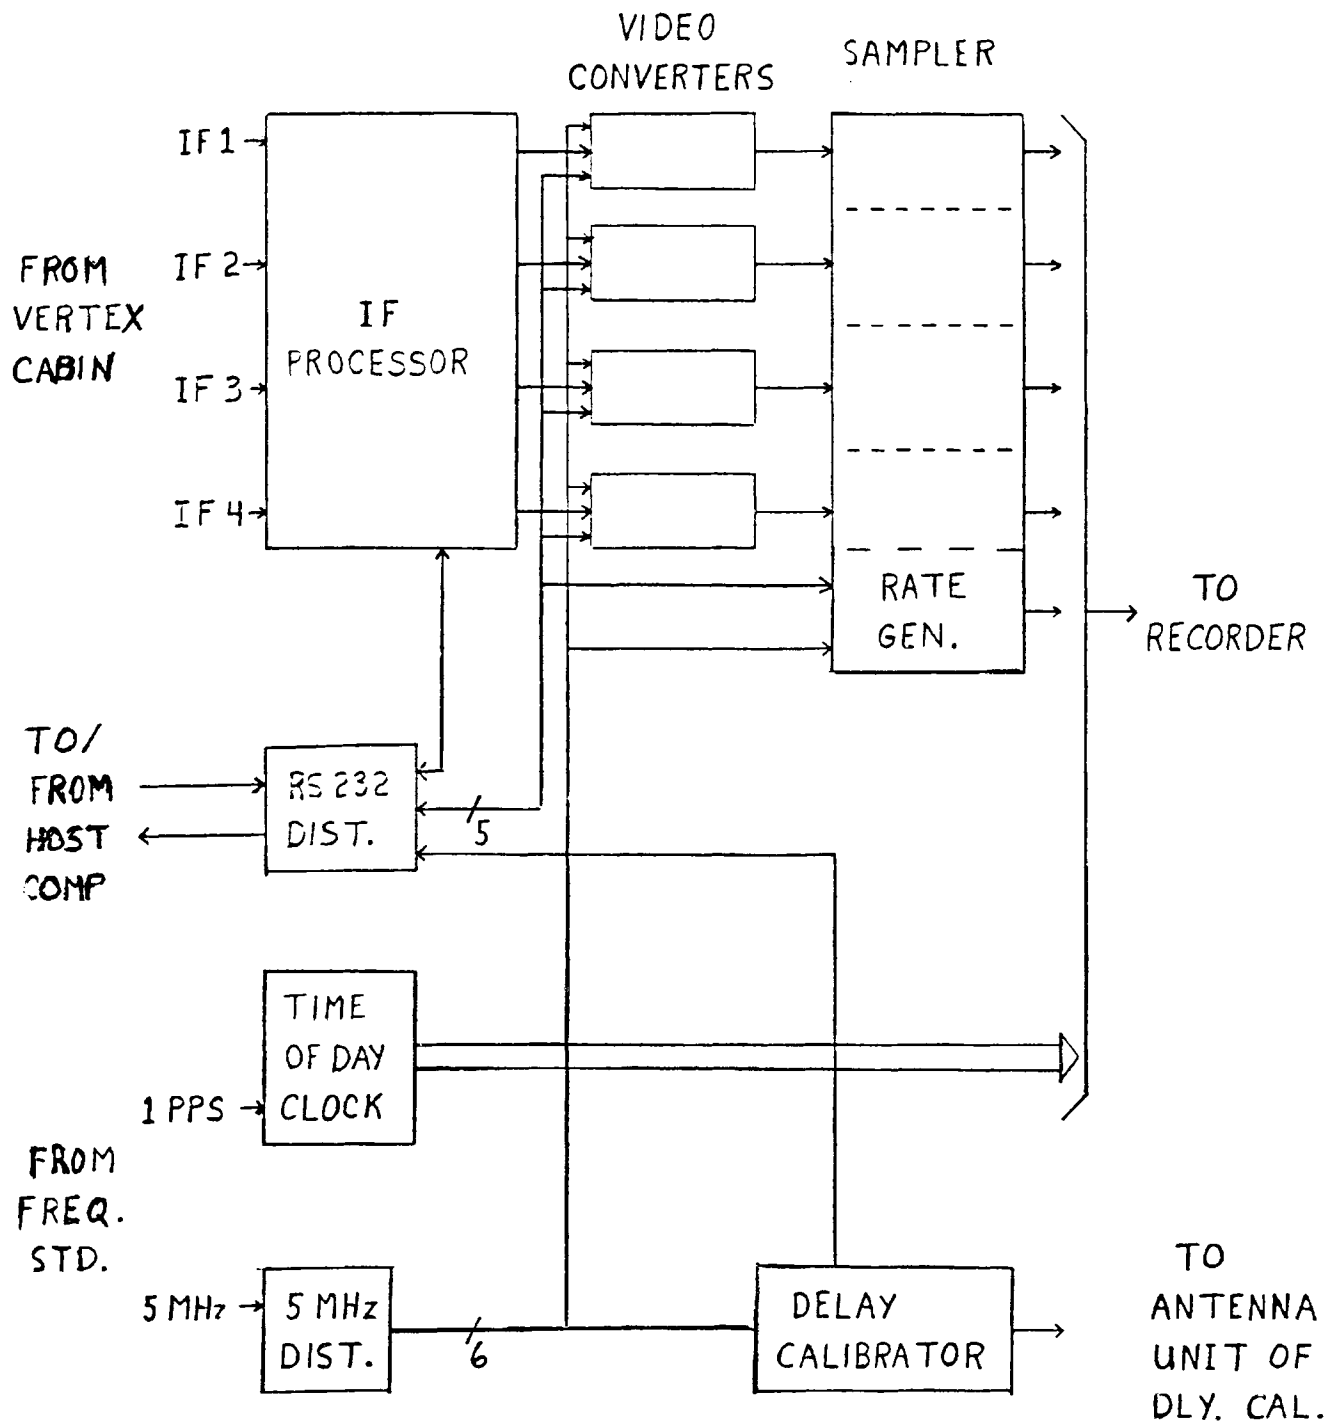 VIDEO
CONVERTERS
SAMPLER
IF 1
IF 2
IF 3
IF 4
FROM
VERTEX
CABIN
IF
PROCESSOR
RATE
GEN.
TO
RECORDER
TO/
FROM
HOST
COMP
RS 232
DIST.
5
TIME
OF DAY
CLOCK
1 PPS
FROM
FREQ.
STD.
5 MHz
5 MHz
DIST.
6
DELAY
CALIBRATOR
TO
ANTENNA
UNIT OF
DLY. CAL.